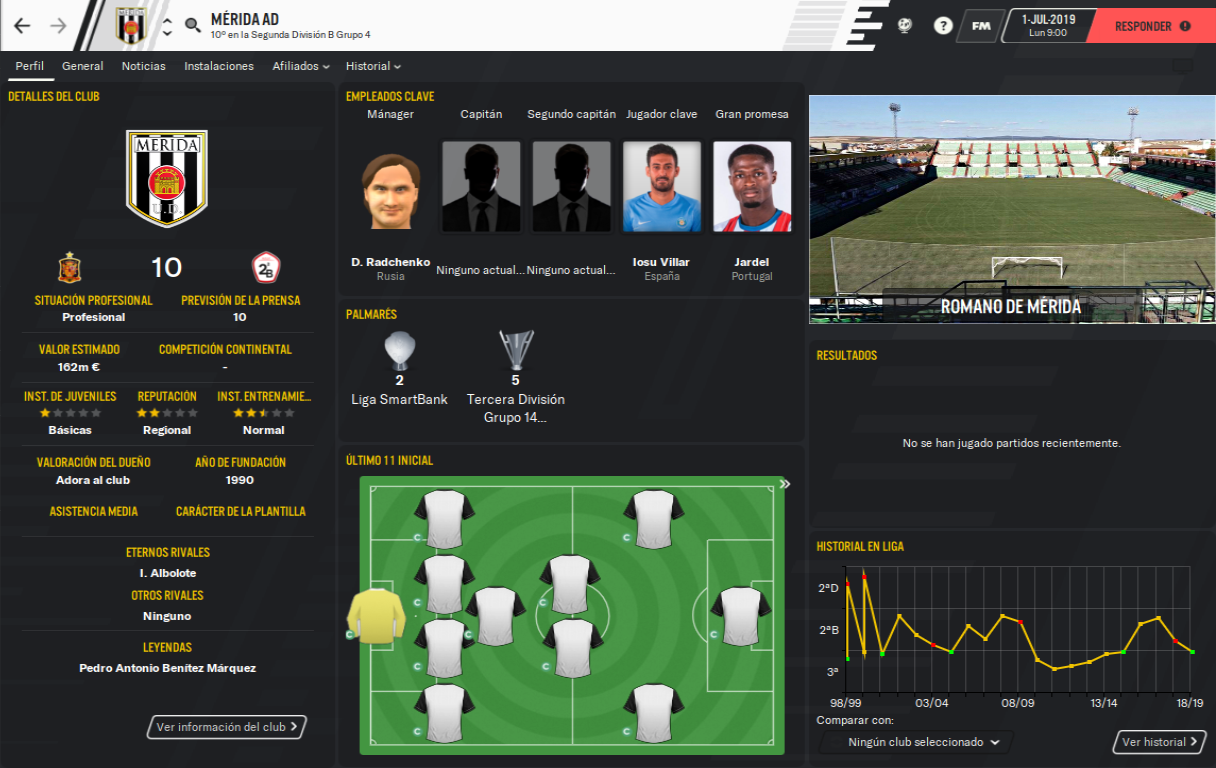 MÉRIDA AD
10º en la Segunda División B Grupo 4
?
FM
1-JUL-2019
Lun 9:00
RESPONDER
Perfil General Noticias Instalaciones Afiliados Historial
DETALLES DEL CLUB
MERIDA
U.D.
10
2ªB
SITUACIÓN PROFESIONAL PREVISIÓN DE LA PRENSA
Profesional 10
VALOR ESTIMADO COMPETICIÓN CONTINENTAL
162m € -
INST. DE JUVENILES REPUTACIÓN INST. ENTRENAMIE...
Básicas Regional Normal
VALORACIÓN DEL DUEÑO AÑO DE FUNDACIÓN
Adora al club 1990
ASISTENCIA MEDIA CARÁCTER DE LA PLANTILLA
ETERNOS RIVALES
I. Albolote
OTROS RIVALES
Ninguno
LEYENDAS
Pedro Antonio Benítez Márquez
Ver información del club
EMPLEADOS CLAVE
Mánager Capitán Segundo capitán Jugador clave Gran promesa
D. Radchenko Ninguno actual... Ninguno actual... Iosu Villar Jardel
Rusia España Portugal
PALMARÉS
2 5
Liga SmartBank Tercera División
Grupo 14...
ÚLTIMO 11 INICIAL
C
C
C
C
C
C
C
C
C
C
C
ROMANO DE MÉRIDA
RESULTADOS
No se han jugado partidos recientemente.
HISTORIAL EN LIGA
2ªD
2ªB
3ª
98/99 03/04 08/09 13/14 18/19
Comparar con:
Ningún club seleccionado
Ver historial